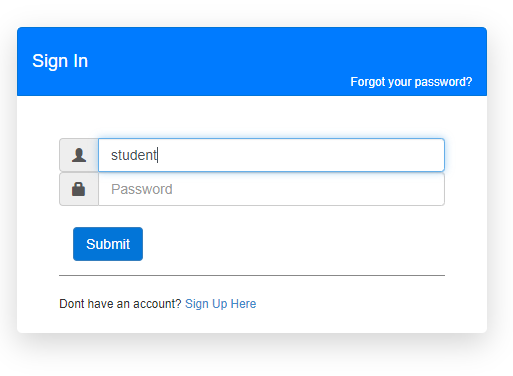 Sign In
Forgot your password?
student
Password
Submit
Dont have an account? Sign Up Here